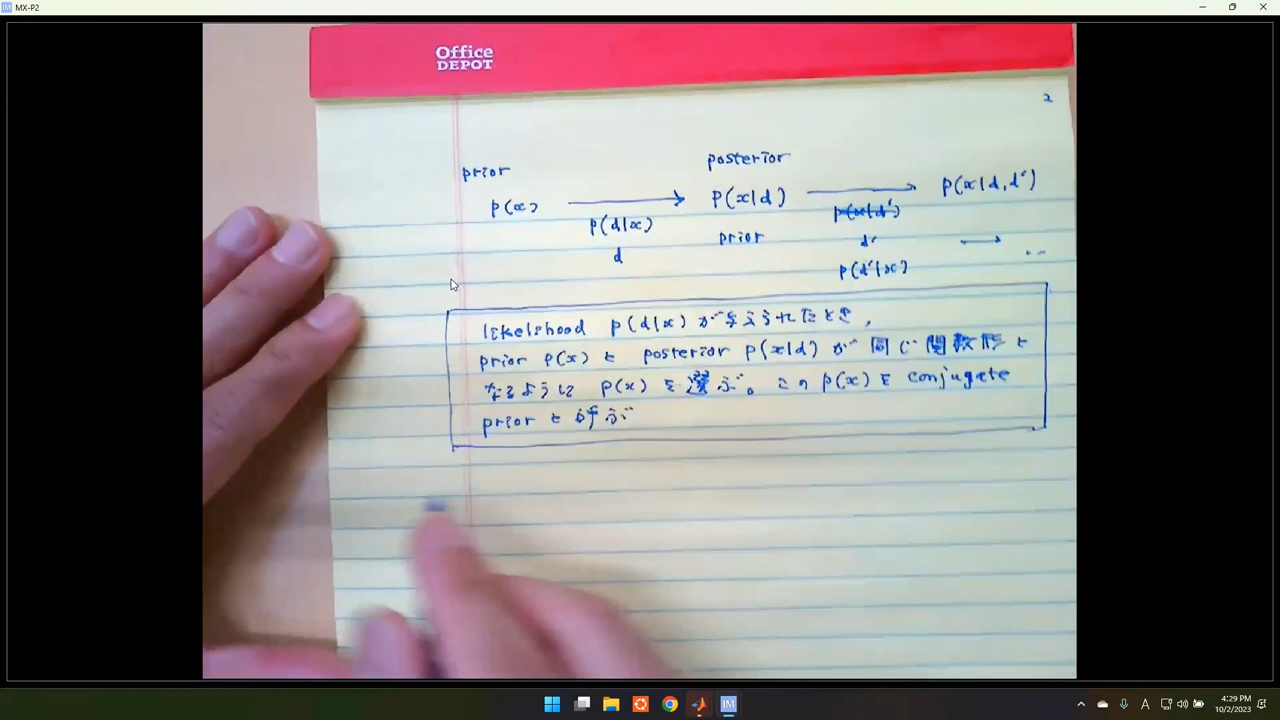 MX-P2
Office
DEPOT
2
prior
posterior
p(x)
p(x|d)
p(x|d,d')
p(d|x)
p(x|d')
d
prior
d'
p(d'|x)
...
likelihood p(d|x) が与えられたとき,
prior p(x) と posterior p(x|d) が 同じ関数形と
なるように p(x) を選ぶ。この p(x) を conjugate
prior と呼ぶ
4:29 PM
10/2/2023